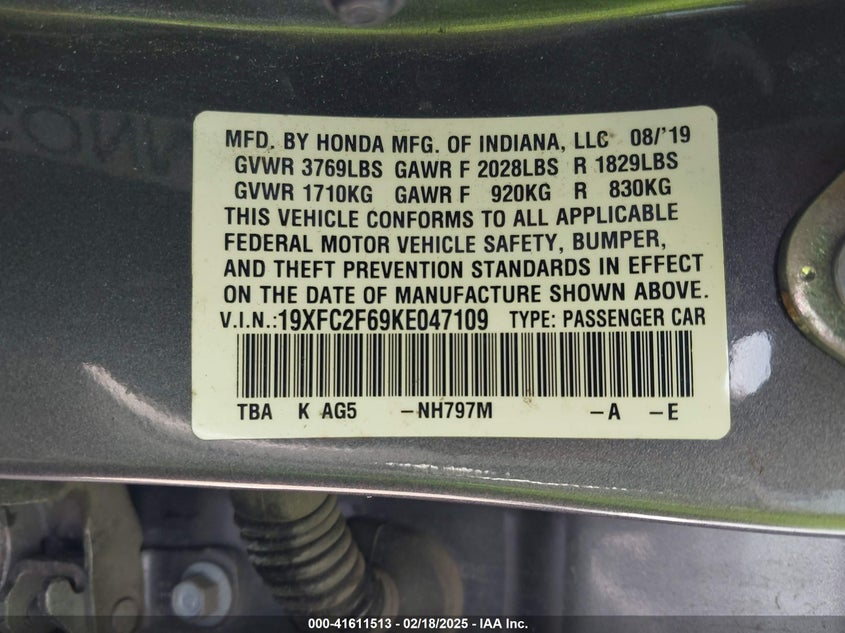 MFD. BY HONDA MFG. OF INDIANA, LLC 08/'19
GVWR 3769LBS GAWR F 2028LBS R 1829LBS
GVWR 1710KG GAWR F 920KG R 830KG
THIS VEHICLE CONFORMS TO ALL APPLICABLE
FEDERAL MOTOR VEHICLE SAFETY, BUMPER,
AND THEFT PREVENTION STANDARDS IN EFFECT
ON THE DATE OF MANUFACTURE SHOWN ABOVE.
V.I.N.:19XFC2F69KE047109 TYPE: PASSENGER CAR
TBA K AG5 –NH797M –A –E
000-41611513 - 02/18/2025 - IAA Inc.